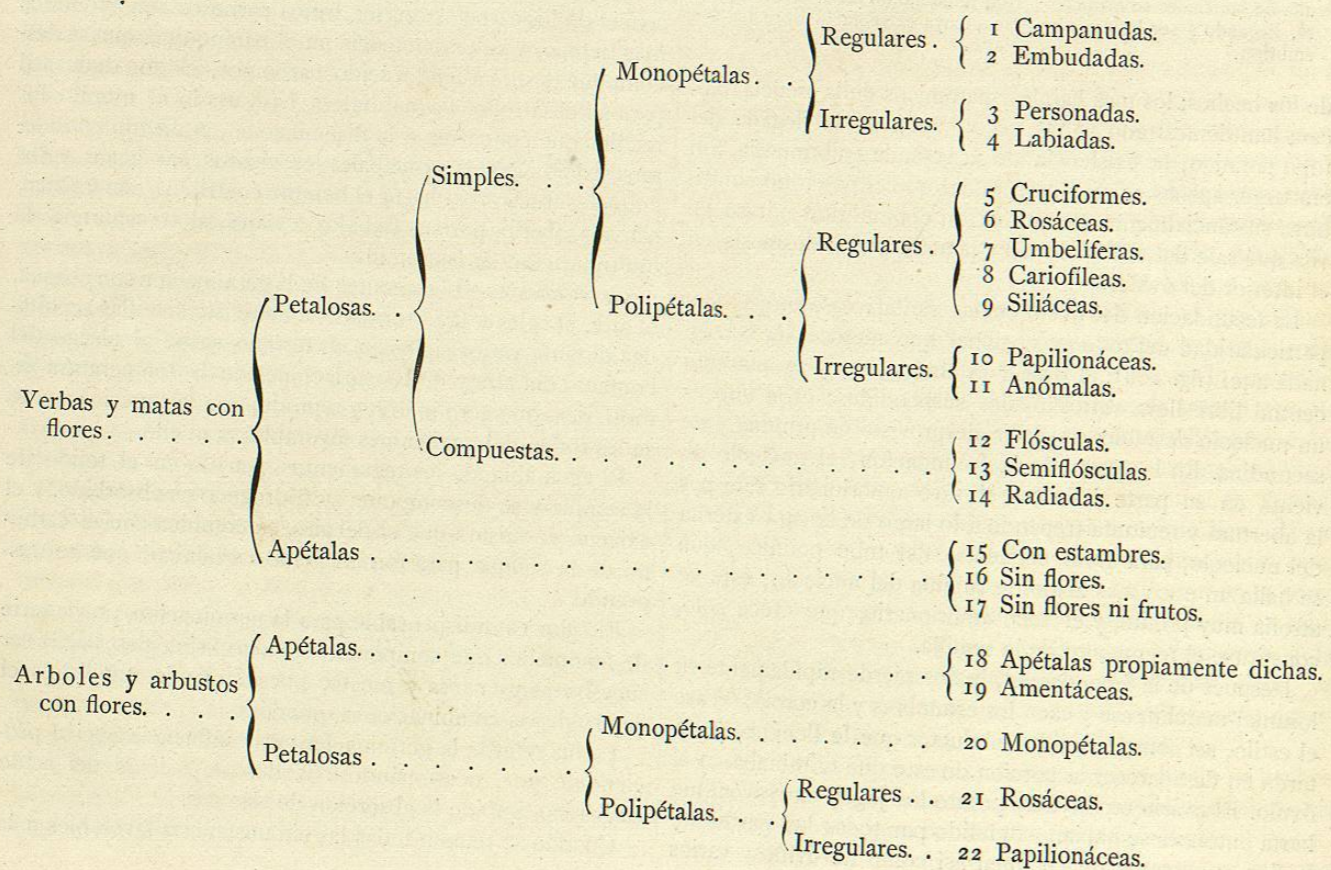 Regulares. 1 Campanudas.
2 Embudadas.
Monopétalas. .
Irregulares. 3 Personadas.
4 Labiadas.
Simples. . .
5 Cruciformes.
6 Rosáceas.
Regulares . 7 Umbelíferas.
8 Cariofíleas.
9 Siliáceas.
Petalosas. .
Polipétalas. . .
Irregulares. 10 Papilionáceas.
11 Anómalas.
Yerbas y matas con
flores. . . . .
12 Flósculas.
Compuestas. . . . . . . . . . . 13 Semiflósculas
14 Radiadas.
15 Con estambres.
Apétalas . . . . . . . . . . . . . . . 16 Sin flores.
17 Sin flores ni frutos.
Apétalas. . . . . . . . . . . . . . . 18 Apétalas propiamente dichas.
19 Amentáceas.
Arboles y arbustos
con flores. . . .
Monopétalas. . . . . . . 20 Monopétalas.
Petalosas . . . . . .
Regulares . . 21 Rosáceas.
Polipétalas. . .
Irregulares. . 22 Papilionáceas.